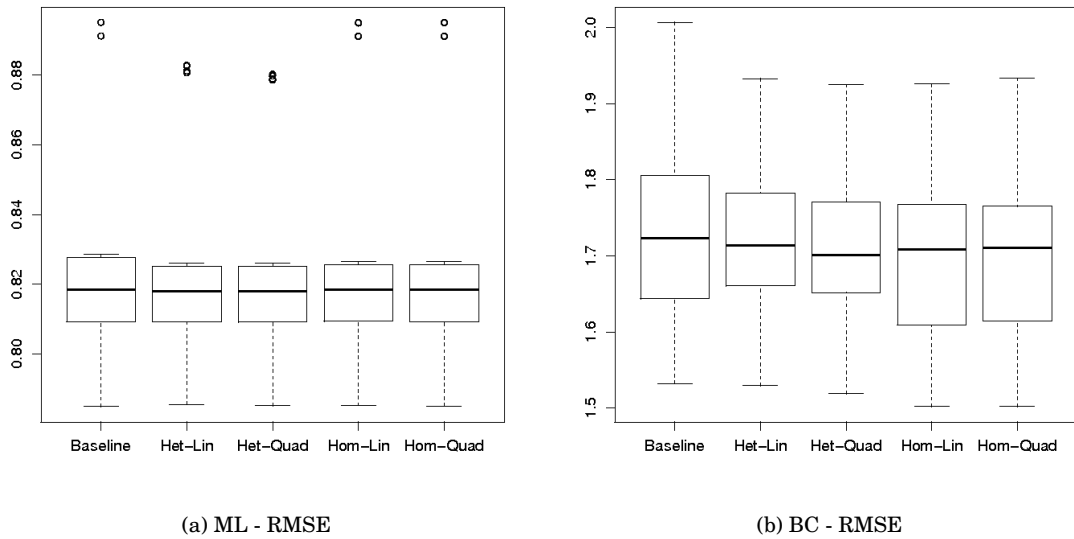 0.88
0.86
0.84
0.82
0.80
Baseline Het-Lin Het-Quad Hom-Lin Hom-Quad
(a) ML - RMSE
2.0
1.9
1.8
1.7
1.6
1.5
Baseline Het-Lin Het-Quad Hom-Lin Hom-Quad
(b) BC - RMSE